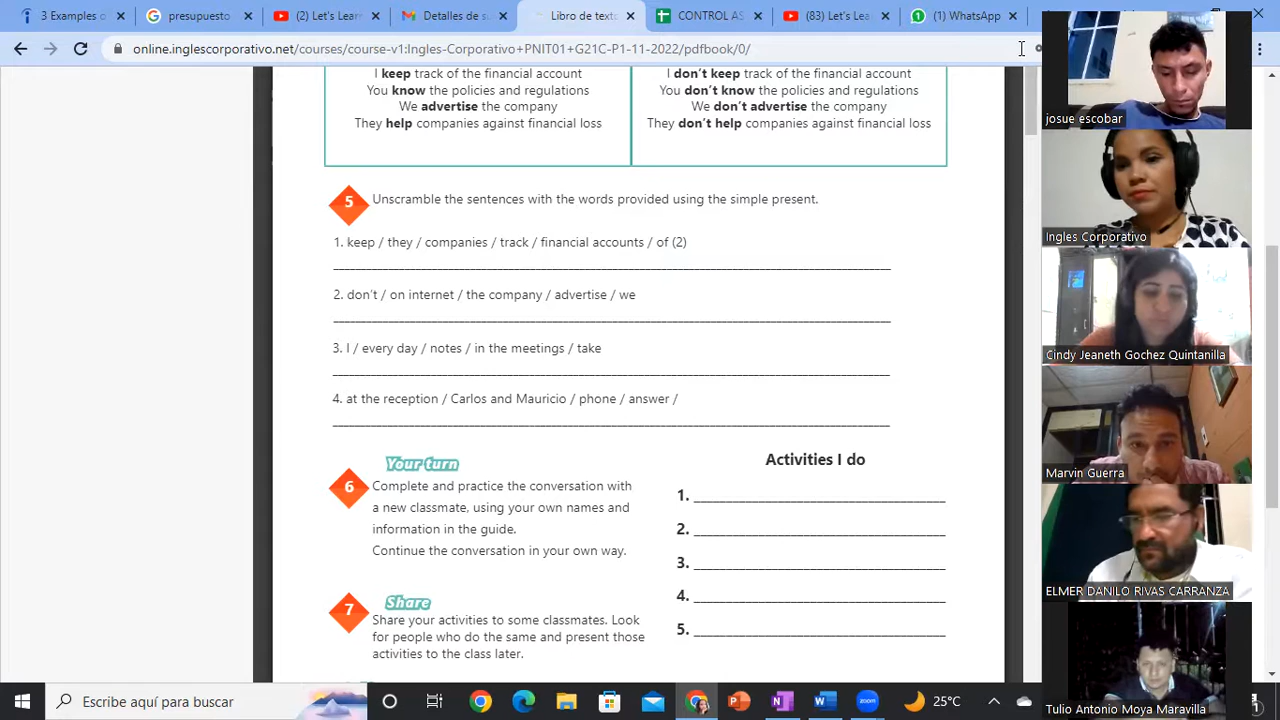 3 Examples o
presupuesto
(2) Let's Lear
Detalles de s
Libro de texto
CONTROL AS
(83) Let's Le
(1) WhatsApp
online.inglescorporativo.net/courses/course-v1:Ingles-Corporativo+PNIT01+G21C-P1-11-2022/pdfbook/0/
I keep track of the financial account
You know the policies and regulations
We advertise the company
They help companies against financial loss
I don't keep track of the financial account
You don't know the policies and regulations
We don't advertise the company
They don't help companies against financial loss
5 Unscramble the sentences with the words provided using the simple present.
1. keep / they / companies / track / financial accounts / of (2)
2. don't / on internet / the company / advertise / we
3. I / every day / notes / in the meetings / take
4. at the reception / Carlos and Mauricio / phone / answer /
Your turn
6 Complete and practice the conversation with
a new classmate, using your own names and
information in the guide.
Continue the conversation in your own way.
Activities I do
1.
2.
3.
4.
5.
Share
7 Share your activities to some classmates. Look
for people who do the same and present those
activities to the class later.
josue escobar
Ingles Corporativo
Cindy Jeaneth Gochez Quintanilla
Marvin Guerra
ELMER DANILO RIVAS CARRANZA
Tulio Antonio Moya Maravilla
Escribe aquí para buscar
25°C